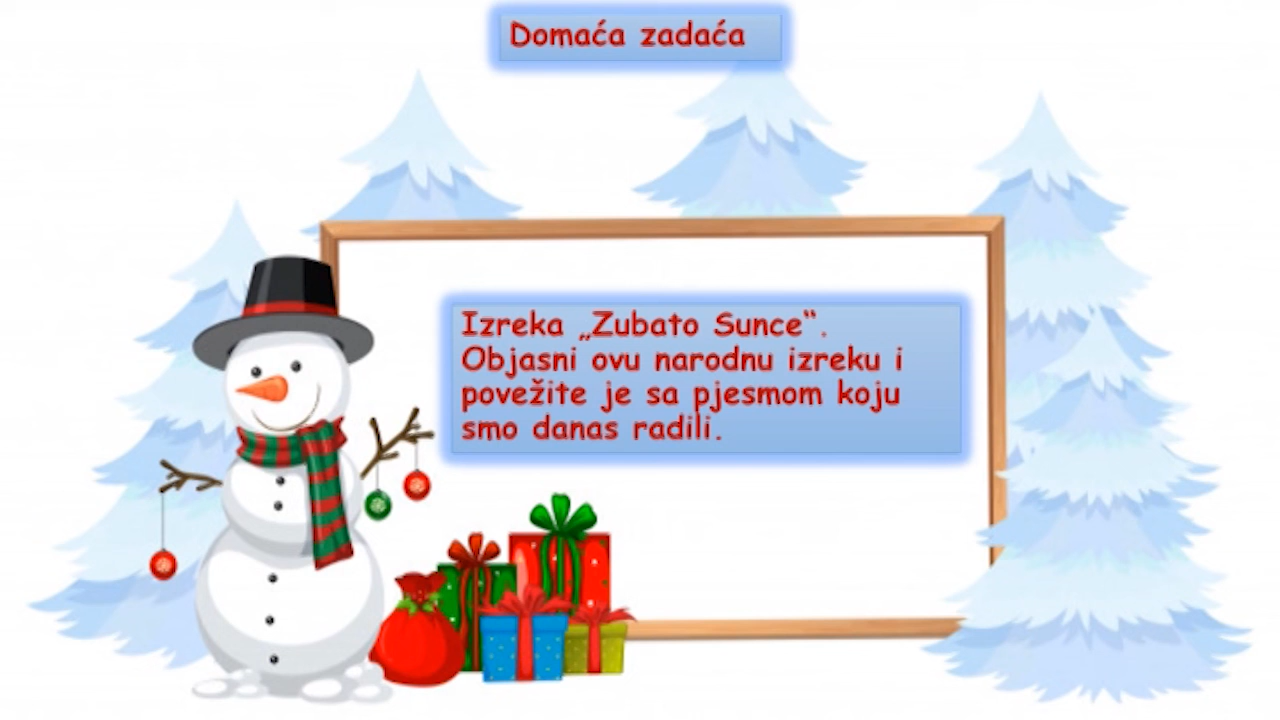 Domaća zadaća
Izreka „Zubato Sunce“.
Objasni ovu narodnu izreku i
povežite je sa pjesmom koju
smo danas radili.